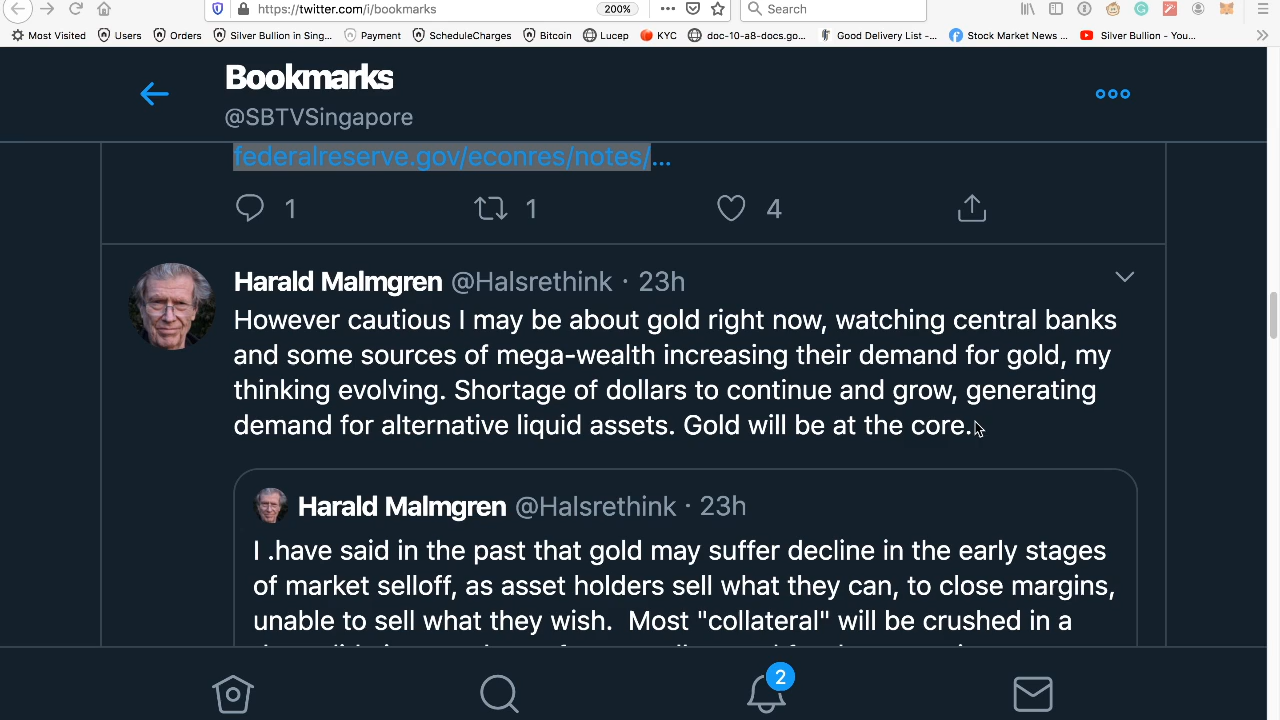 https://twitter.com/i/bookmarks
200%
Search
Most Visited
Users
Orders
Silver Bullion in Sing...
Payment
ScheduleCharges
Bitcoin
Lucep
KYC
doc-10-a8-docs.go...
Good Delivery List -...
Stock Market News ...
Silver Bullion - You...
Bookmarks
@SBTVSingapore
federalreserve.gov/econres/notes/...
1
1
4
Harald Malmgren @Halsrethink · 23h
However cautious I may be about gold right now, watching central banks
and some sources of mega-wealth increasing their demand for gold, my
thinking evolving. Shortage of dollars to continue and grow, generating
demand for alternative liquid assets. Gold will be at the core.
Harald Malmgren @Halsrethink · 23h
I .have said in the past that gold may suffer decline in the early stages
of market selloff, as asset holders sell what they can, to close margins,
unable to sell what they wish. Most "collateral" will be crushed in a
2